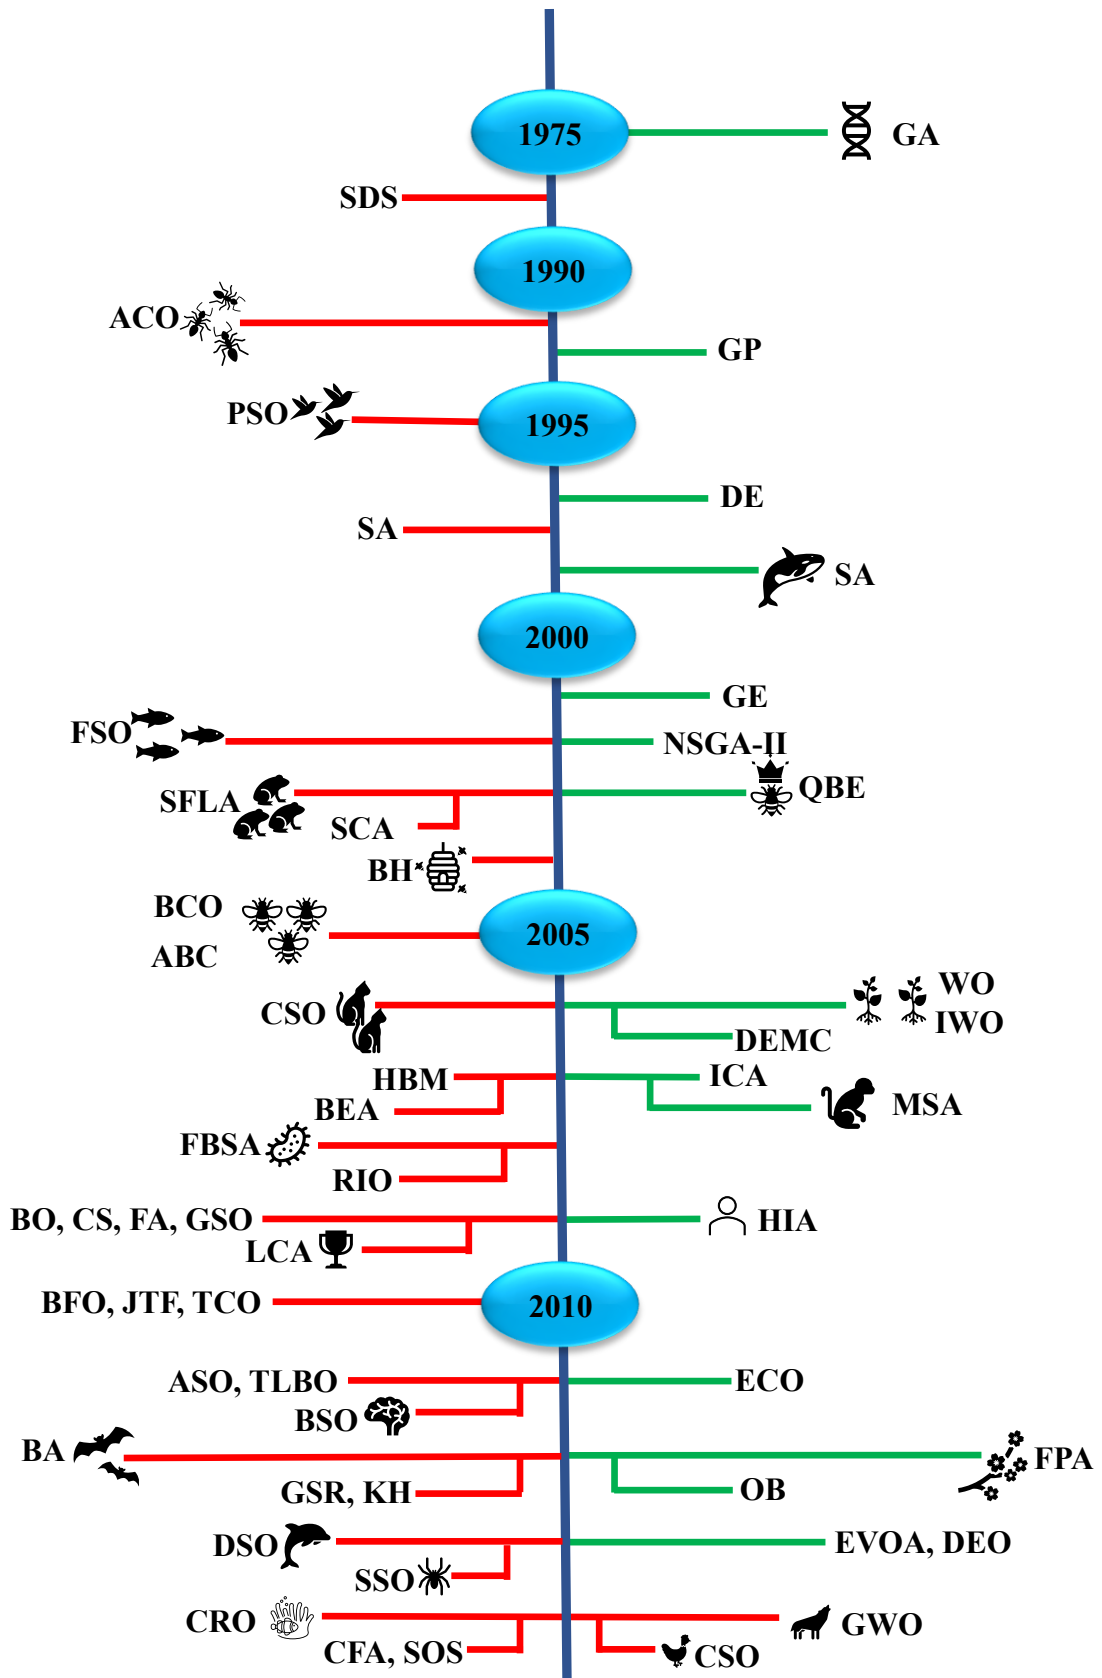 1975
GA
SDS
1990
ACO
GP
PSO
1995
DE
SA
SA
2000
GE
FSO
NSGA-II
SFLA
QBE
SCA
BH
BCO
ABC
2005
CSO
WO
IWO
DEMC
HBM
ICA
BEA
MSA
FBSA
RIO
BO, CS, FA, GSO
HIA
LCA
BFO, JTF, TCO
2010
ASO, TLBO
ECO
BSO
BA
FPA
GSR, KH
OB
DSO
EVOA, DEO
SSO
CRO
GWO
CFA, SOS
CSO